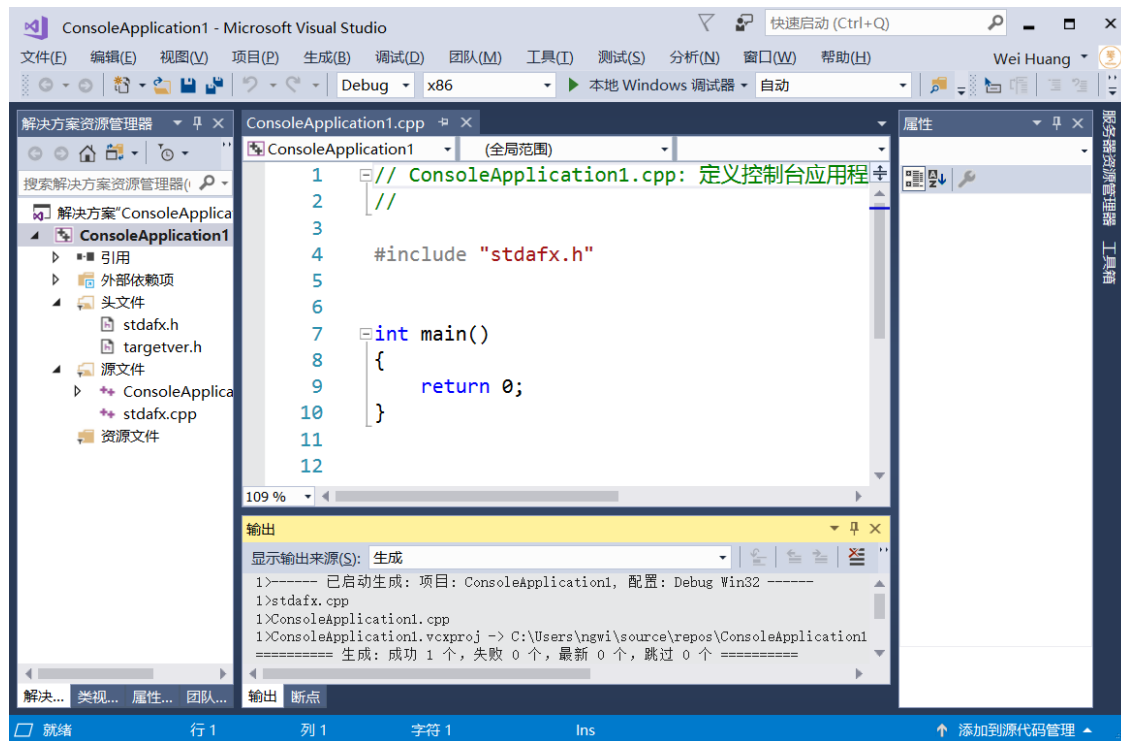 ConsoleApplication1 - Microsoft Visual Studio
快速启动 (Ctrl+Q)
文件(F) 编辑(E) 视图(V) 项目(P) 生成(B) 调试(D) 团队(M) 工具(T) 测试(S) 分析(N) 窗口(W) 帮助(H) Wei Huang
Debug x86 本地 Windows 调试器 自动
解决方案资源管理器
搜索解决方案资源管理器(
解决方案"ConsoleApplica
ConsoleApplication1
引用
外部依赖项
头文件
stdafx.h
targetver.h
源文件
ConsoleApplica
stdafx.cpp
资源文件
解决... 类视... 属性... 团队...
ConsoleApplication1.cpp
ConsoleApplication1 (全局范围)
1 // ConsoleApplication1.cpp: 定义控制台应用程
2 //
3
4 #include "stdafx.h"
5
6
7 int main()
8 {
9 return 0;
10 }
11
12
109 %
输出
显示输出来源(S): 生成
1>------ 已启动生成: 项目: ConsoleApplication1, 配置: Debug Win32 ------
1>stdafx.cpp
1>ConsoleApplication1.cpp
1>ConsoleApplication1.vcxproj -> C:\Users\ngwi\source\repos\ConsoleApplication1
========== 生成: 成功 1 个，失败 0 个，最新 0 个，跳过 0 个 ==========
输出 断点
属性
服务器资源管理器
工具箱
就绪 行 1 列 1 字符 1 Ins 添加到源代码管理